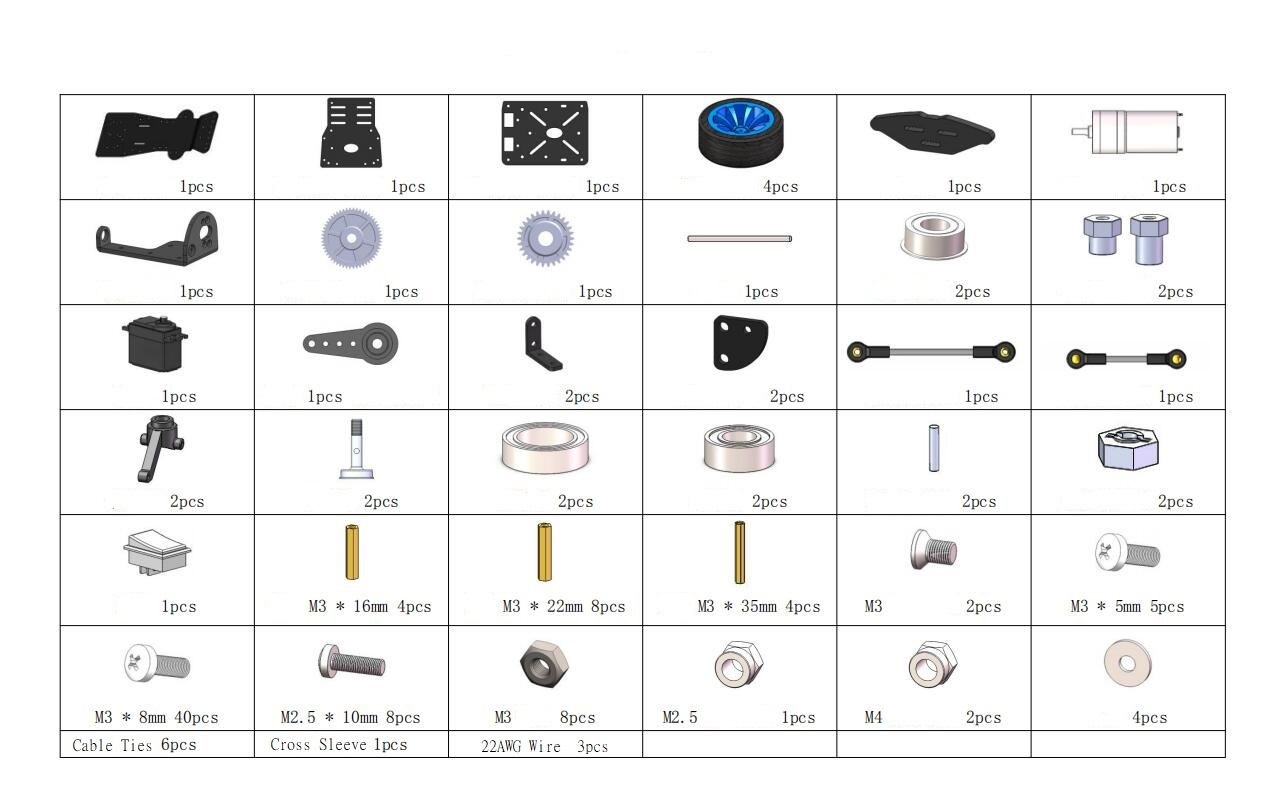 1pcs 1pcs 1pcs 4pcs 1pcs 1pcs
1pcs 1pcs 1pcs 1pcs 2pcs 2pcs
1pcs 1pcs 2pcs 2pcs 1pcs 1pcs
2pcs 2pcs 2pcs 2pcs 2pcs 2pcs
1pcs M3 * 16mm 4pcs M3 * 22mm 8pcs M3 * 35mm 4pcs M3 2pcs M3 * 5mm 5pcs
M3 * 8mm 40pcs M2.5 * 10mm 8pcs M3 8pcs M2.5 1pcs M4 2pcs 4pcs
Cable Ties 6pcs Cross Sleeve 1pcs 22AWG Wire 3pcs